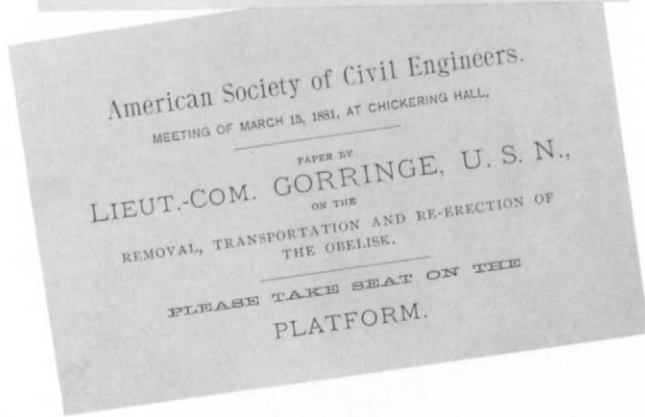 American Society of Civil Engineers.
MEETING OF MARCH 15, 1881, AT CHICKERING HALL,
PAPER BY
LIEUT.-COM. GORRINGE, U. S. N.,
ON THE
REMOVAL, TRANSPORTATION AND RE-ERECTION OF
THE OBELISK.
PLEASE TAKE SEAT ON THE
PLATFORM.